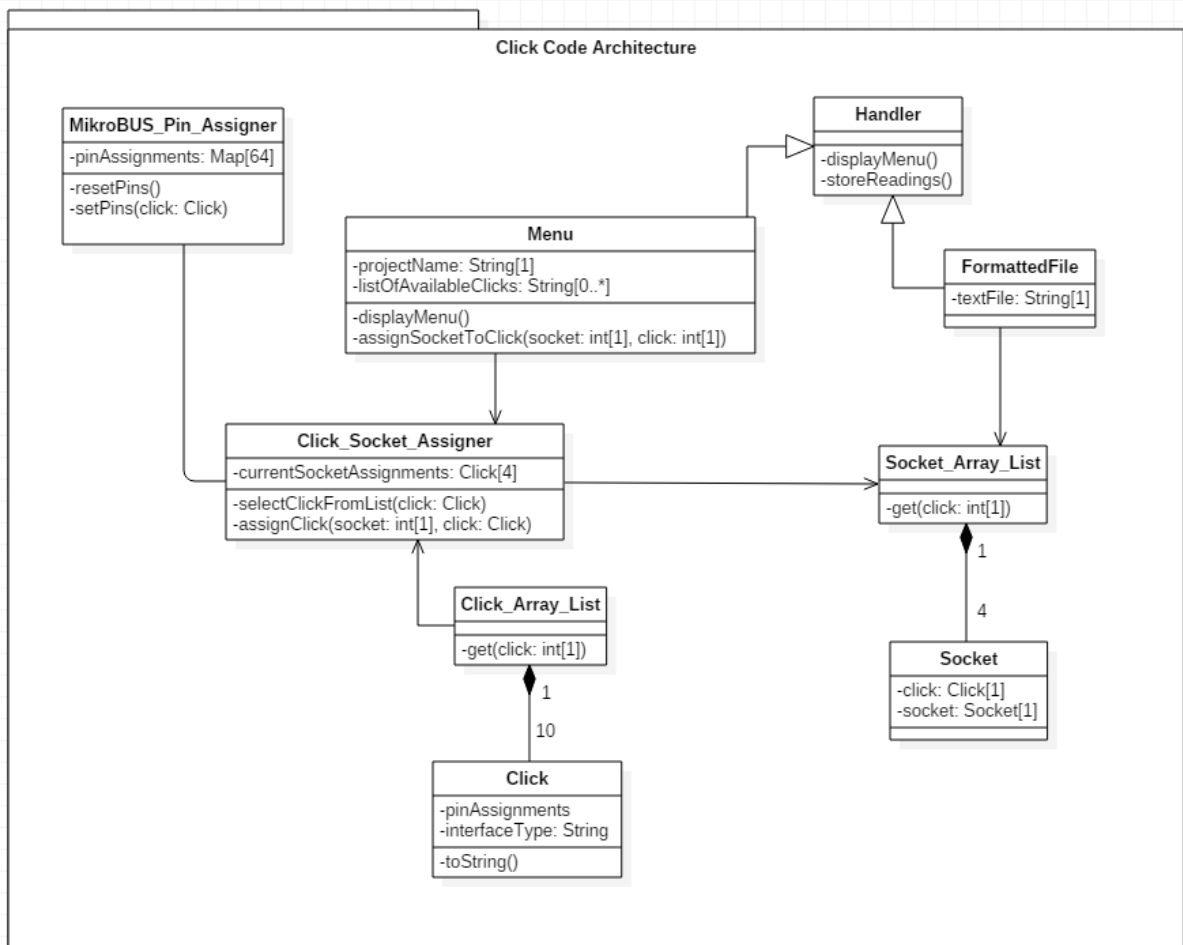 Click Code Architecture
MikroBUS_Pin_Assigner
-pinAssignments: Map[64]
-resetPins()
-setPins(click: Click)
Handler
-displayMenu()
-storeReadings()
Menu
-projectName: String[1]
-listOfAvailableClicks: String[0..*]
-displayMenu()
-assignSocketToClick(socket: int[1], click: int[1])
FormattedFile
-textFile: String[1]
Click_Socket_Assigner
-currentSocketAssignments: Click[4]
-selectClickFromList(click: Click)
-assignClick(socket: int[1], click: Click)
Socket_Array_List
-get(click: int[1])
1
4
Click_Array_List
-get(click: int[1])
1
10
Socket
-click: Click[1]
-socket: Socket[1]
Click
-pinAssignments
-interfaceType: String
-toString()